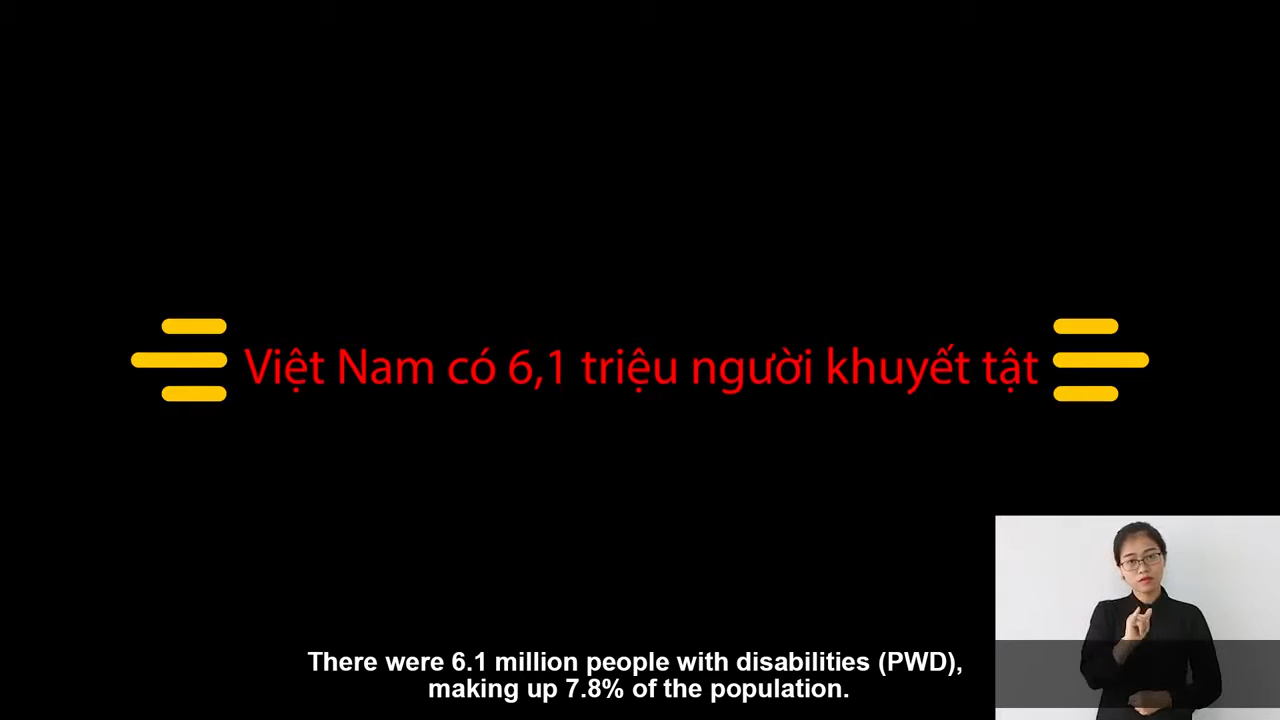 Việt Nam có 6,1 triệu người khuyết tật
There were 6.1 million people with disabilities (PWD),
making up 7.8% of the population.